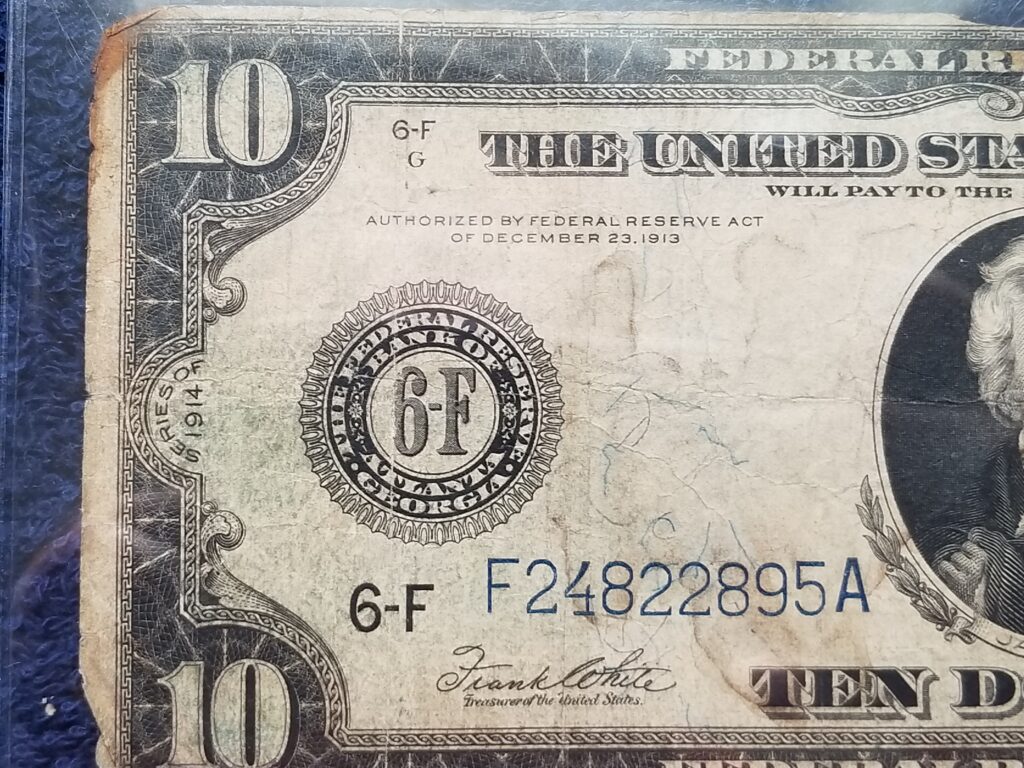 10
FEDERAL R
6-F
G
THE UNITED STA
WILL PAY TO THE
AUTHORIZED BY FEDERAL RESERVE ACT
OF DECEMBER 23, 1913
SERIES OF
1914
THE FEDERAL RESERVE
BANK OF
6-F
ATLANTA
GEORGIA
6-F
F24822895A
Frank White
Treasurer of the United States.
10
TEN D
FEDERAL